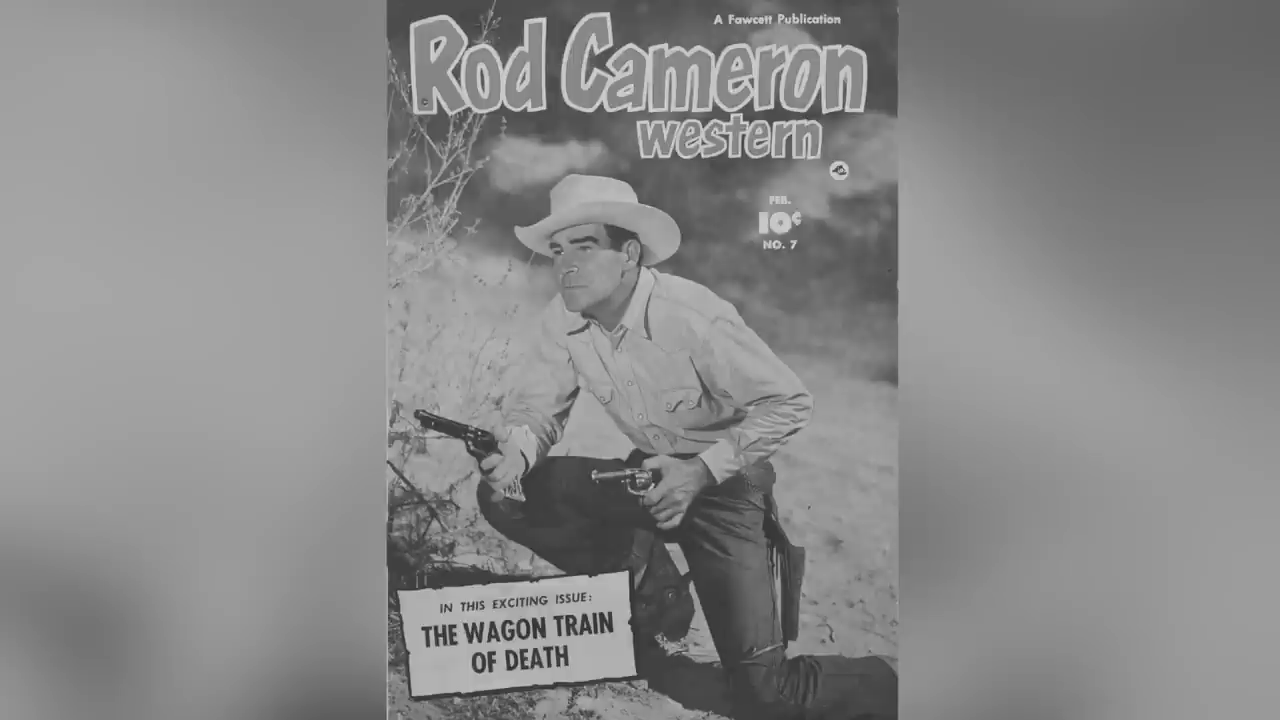 A Fawcett Publication
Rod Cameron
western
FEB.
10¢
NO. 7
IN THIS EXCITING ISSUE:
THE WAGON TRAIN
OF DEATH